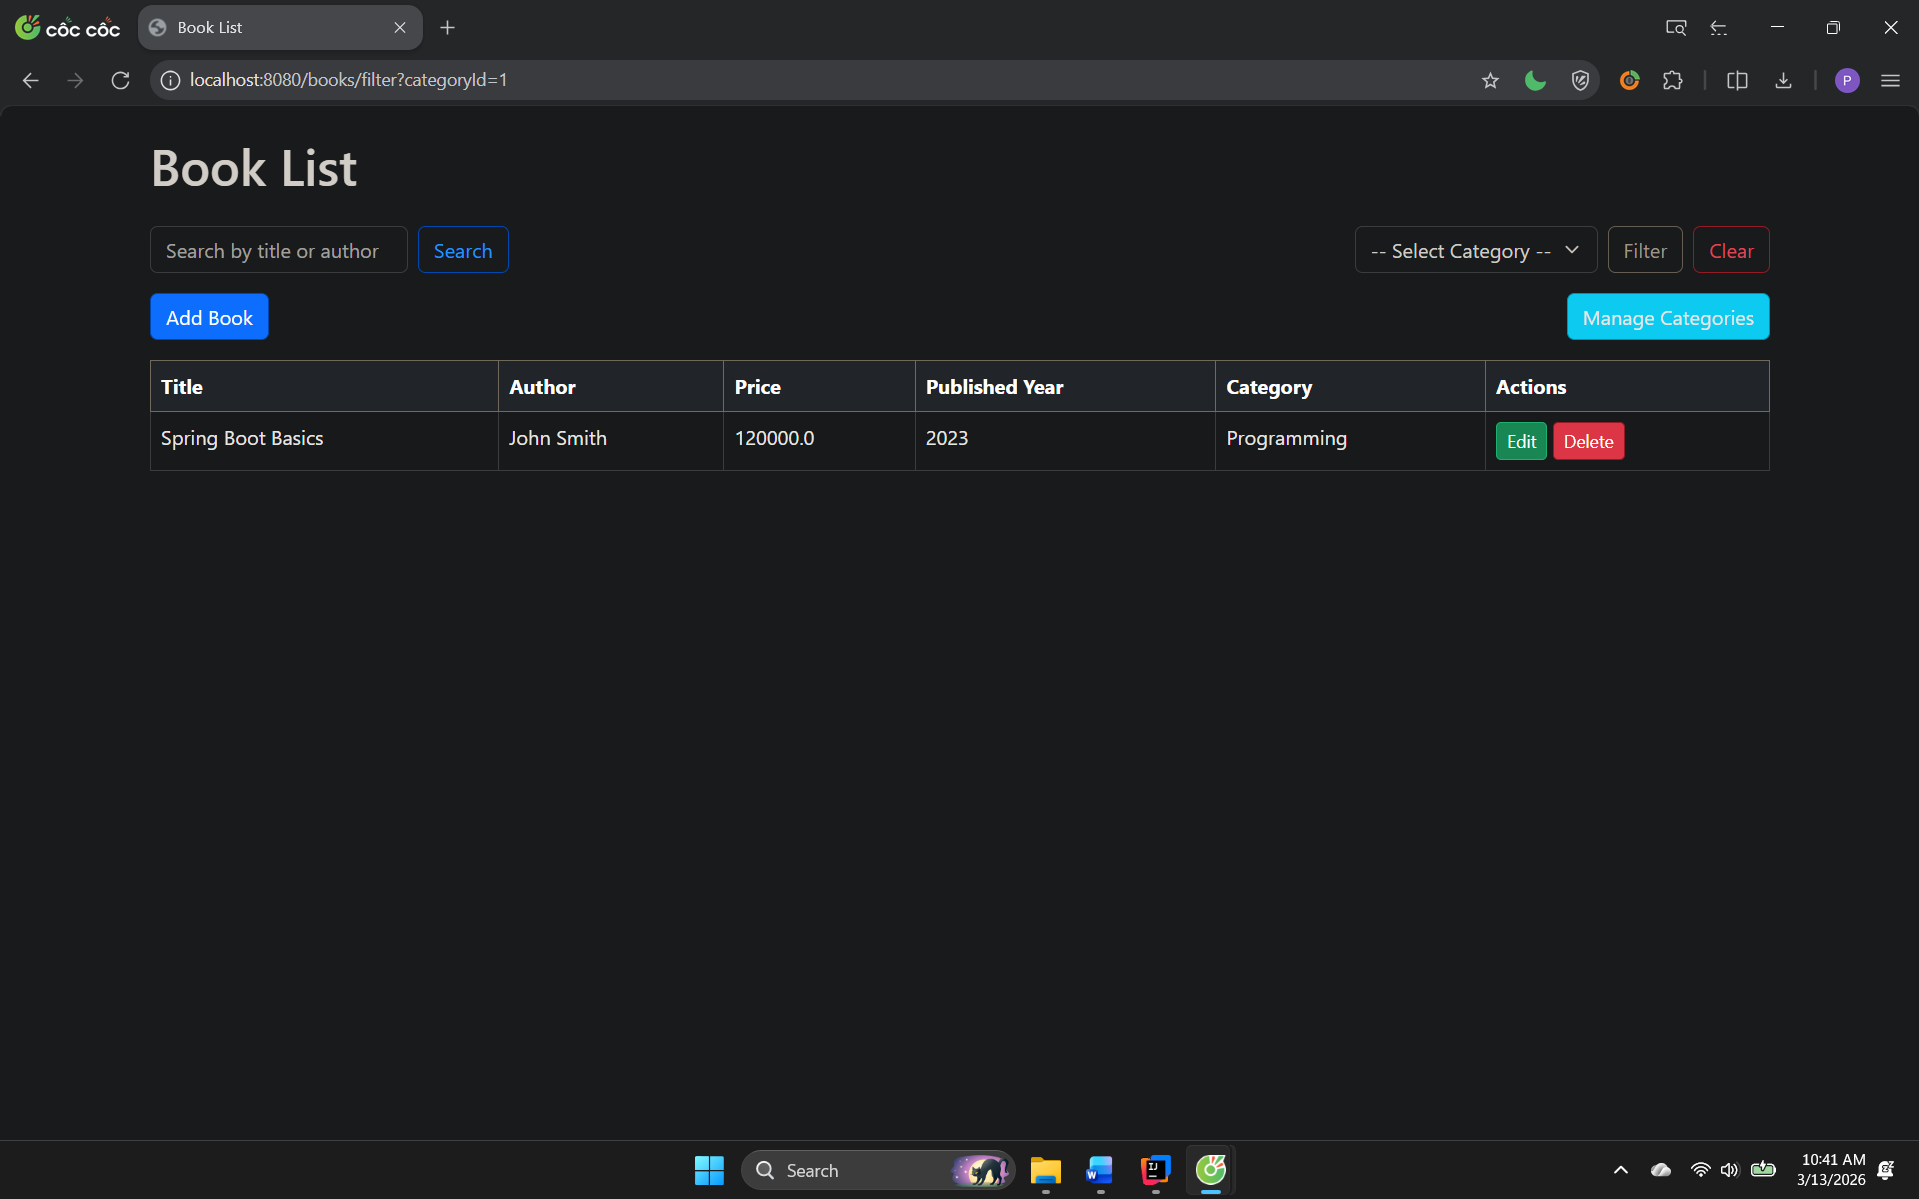 cốc cốc
Book List
localhost:8080/books/filter?categoryId=1
P
Book List
Search by title or author
Search
-- Select Category --
Filter
Clear
Add Book
Manage Categories
Title Author Price Published Year Category Actions
Spring Boot Basics John Smith 120000.0 2023 Programming Edit Delete
Search
W
IJ
10:41 AM
3/13/2026